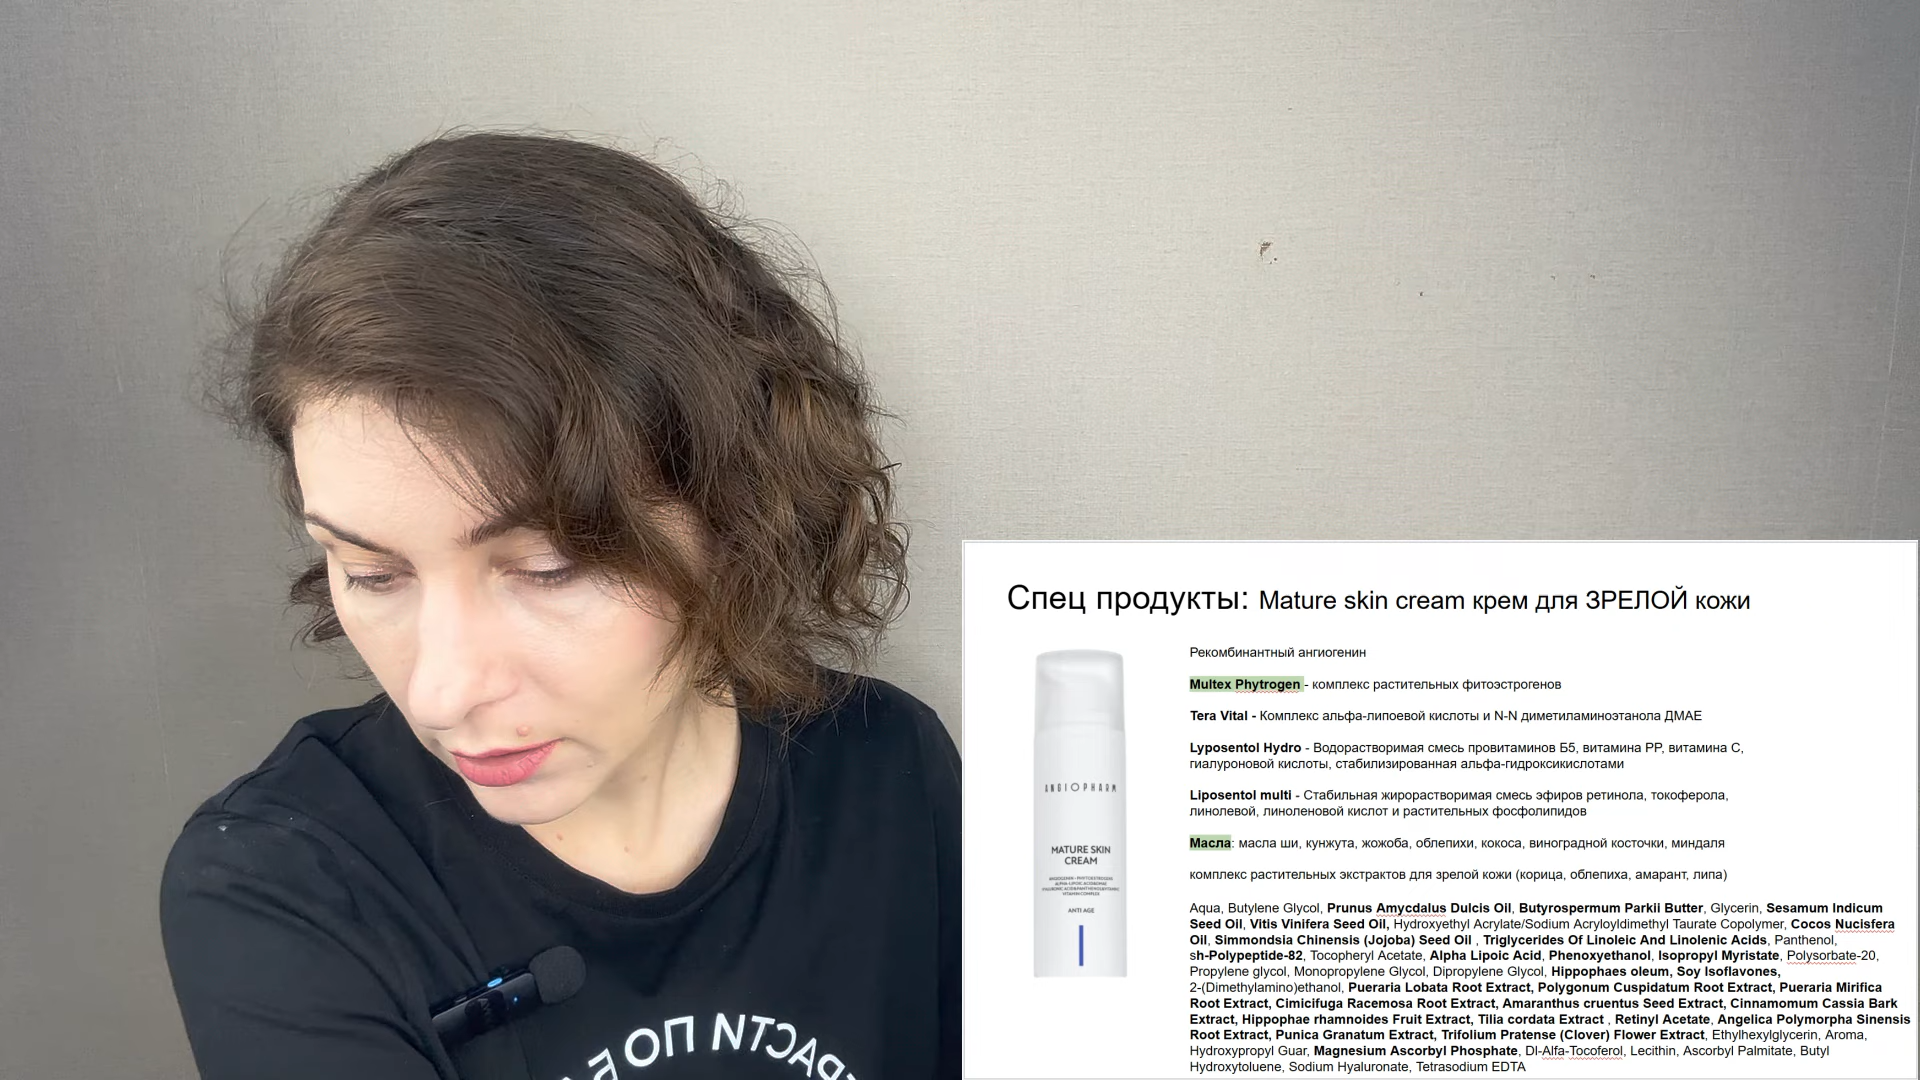 Спец продукты: Mature skin cream крем для ЗРЕЛОЙ кожи
Рекомбинантный ангиогенин
Multex Phytrogen - комплекс растительных фитоэстрогенов
Tera Vital - Комплекс альфа-липоевой кислоты и N-N диметиламиноэтанола ДМАЕ
Lyposentol Hydro - Водорастворимая смесь провитаминов Б5, витамина РР, витамина С,
гиалуроновой кислоты, стабилизированная альфа-гидроксикислотами
Liposentol multi - Стабильная жирорастворимая смесь эфиров ретинола, токоферола,
линолевой, линоленовой кислот и растительных фосфолипидов
Масла: масла ши, кунжута, жожоба, облепихи, кокоса, виноградной косточки, миндаля
комплекс растительных экстрактов для зрелой кожи (корица, облепиха, амарант, липа)
Aqua, Butylene Glycol, Prunus Amycdalus Dulcis Oil, Butyrospermum Parkii Butter, Glycerin, Sesamum Indicum
Seed Oil, Vitis Vinifera Seed Oil, Hydroxyethyl Acrylate/Sodium Acryloyldimethyl Taurate Copolymer, Cocos Nucisfera
Oil, Simmondsia Chinensis (Jojoba) Seed Oil , Triglycerides Of Linoleic And Linolenic Acids, Panthenol,
sh-Polypeptide-82, Tocopheryl Acetate, Alpha Lipoic Acid, Phenoxyethanol, Isopropyl Myristate, Polysorbate-20,
Propylene glycol, Monopropylene Glycol, Dipropylene Glycol, Hippophaes oleum, Soy Isoflavones,
2-(Dimethylamino)ethanol, Pueraria Lobata Root Extract, Polygonum Cuspidatum Root Extract, Pueraria Mirifica
Root Extract, Cimicifuga Racemosa Root Extract, Amaranthus cruentus Seed Extract, Cinnamomum Cassia Bark
Extract, Hippophae rhamnoides Fruit Extract, Tilia cordata Extract , Retinyl Acetate, Angelica Polymorpha Sinensis
Root Extract, Punica Granatum Extract, Trifolium Pratense (Clover) Flower Extract, Ethylhexylglycerin, Aroma,
Hydroxypropyl Guar, Magnesium Ascorbyl Phosphate, Dl-Alfa-Tocoferol, Lecithin, Ascorbyl Palmitate, Butyl
Hydroxytoluene, Sodium Hyaluronate, Tetrasodium EDTA
ANGIOPHARM
MATURE SKIN
CREAM
ANTI AGE